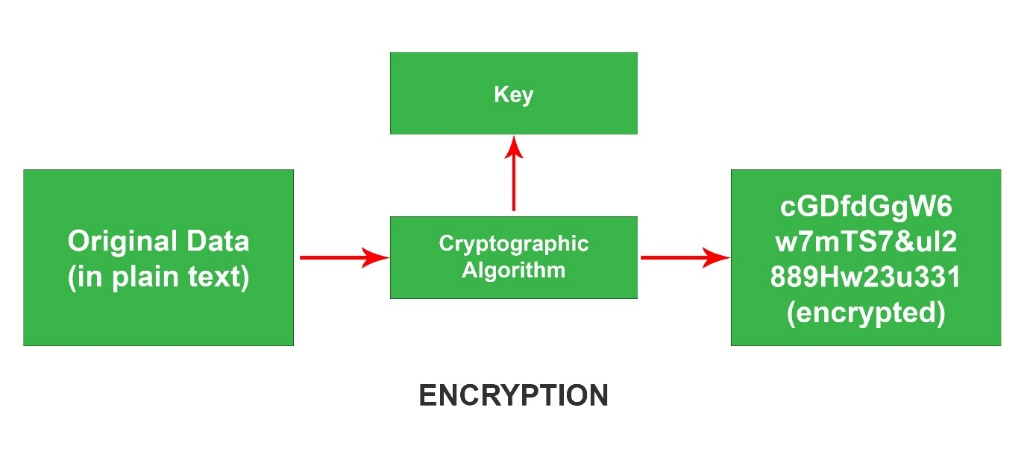 Key
Original Data
(in plain text)
Cryptographic
Algorithm
cGDfdGgW6
w7mTS7&ul2
889Hw23u331
(encrypted)
ENCRYPTION